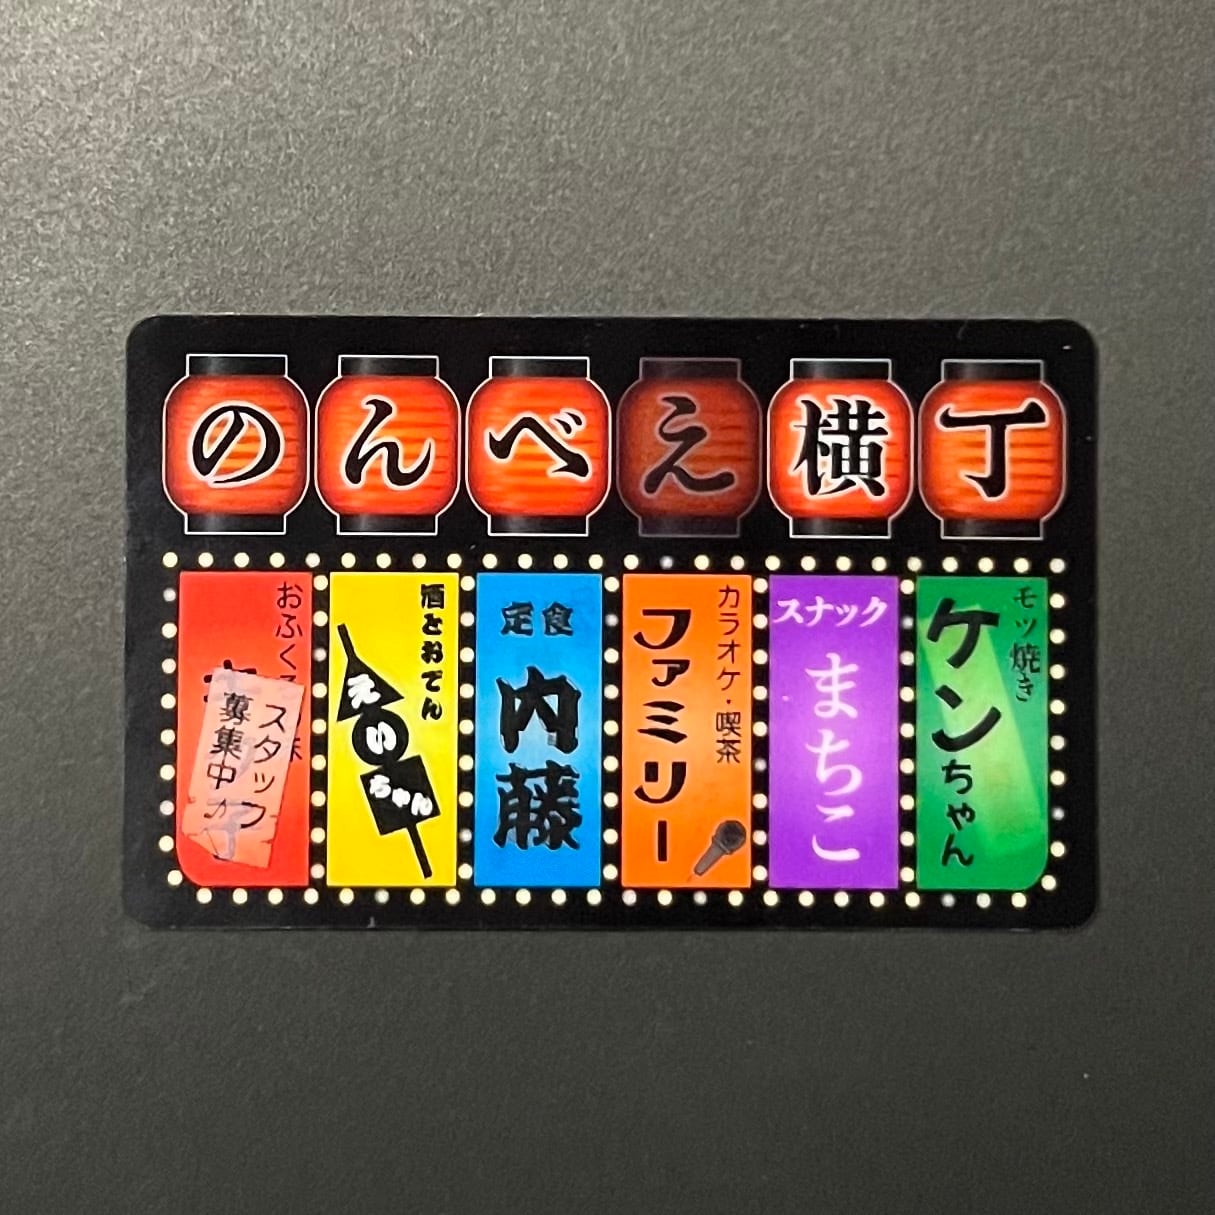 のんべえ横丁
おふくろの味
スタッフ
募集中
子
酒とおでん
えいちゃん
定食
内藤
カラオケ・喫茶
ファミリー
スナック
まちこ
モツ焼き
ケンちゃん